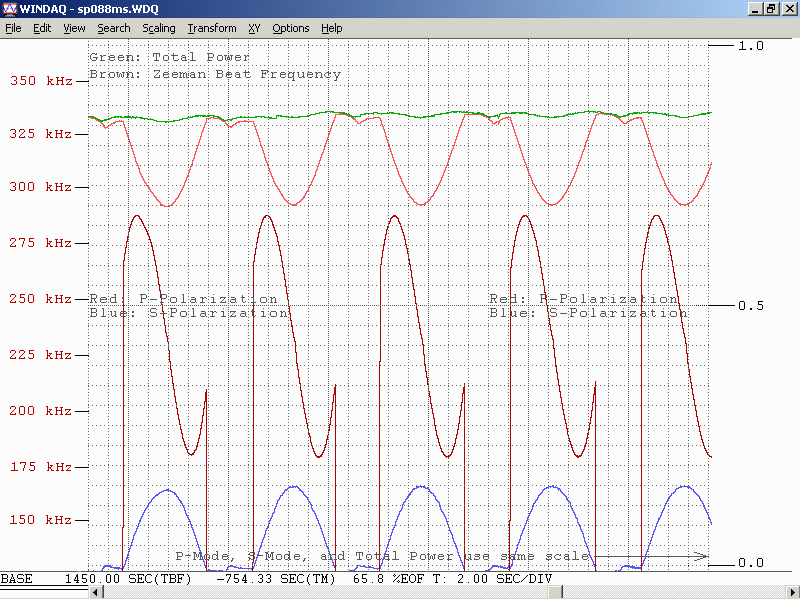 WINDAQ - sp088ms.WDQ
File Edit View Search Scaling Transform XY Options Help
Green: Total Power
Brown: Zeeman Beat Frequency
1.0
350 kHz
325 kHz
300 kHz
275 kHz
250 kHz
Red: P-Polarization Red: P-Polarization
Blue: S-Polarization Blue: S-Polarization
0.5
225 kHz
200 kHz
175 kHz
150 kHz
P-Mode, S-Mode, and Total Power use same scale
0.0
BASE 1450.00 SEC(TBF) -754.33 SEC(TM) 65.8 %EOF T: 2.00 SEC/DIV